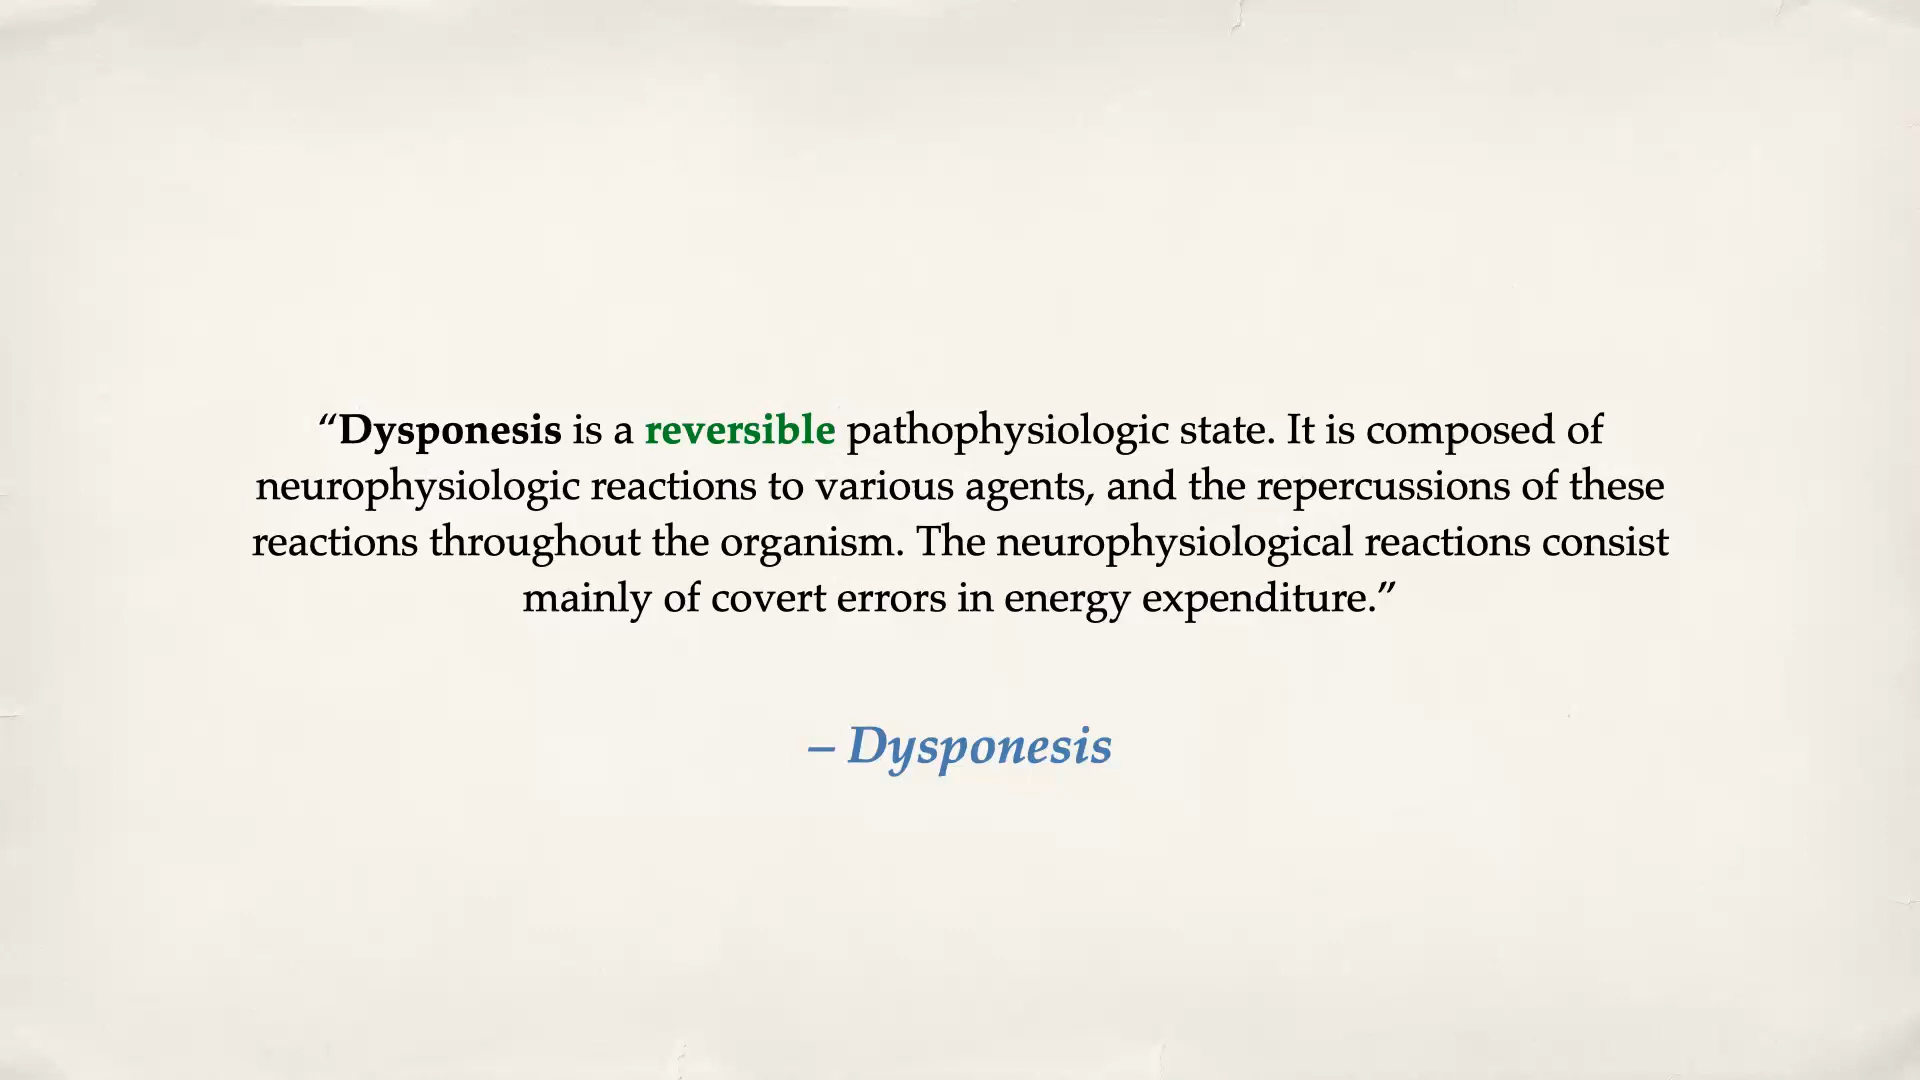 “Dysponesis is a reversible pathophysiologic state. It is composed of
neurophysiologic reactions to various agents, and the repercussions of these
reactions throughout the organism. The neurophysiological reactions consist
mainly of covert errors in energy expenditure.”
– Dysponesis